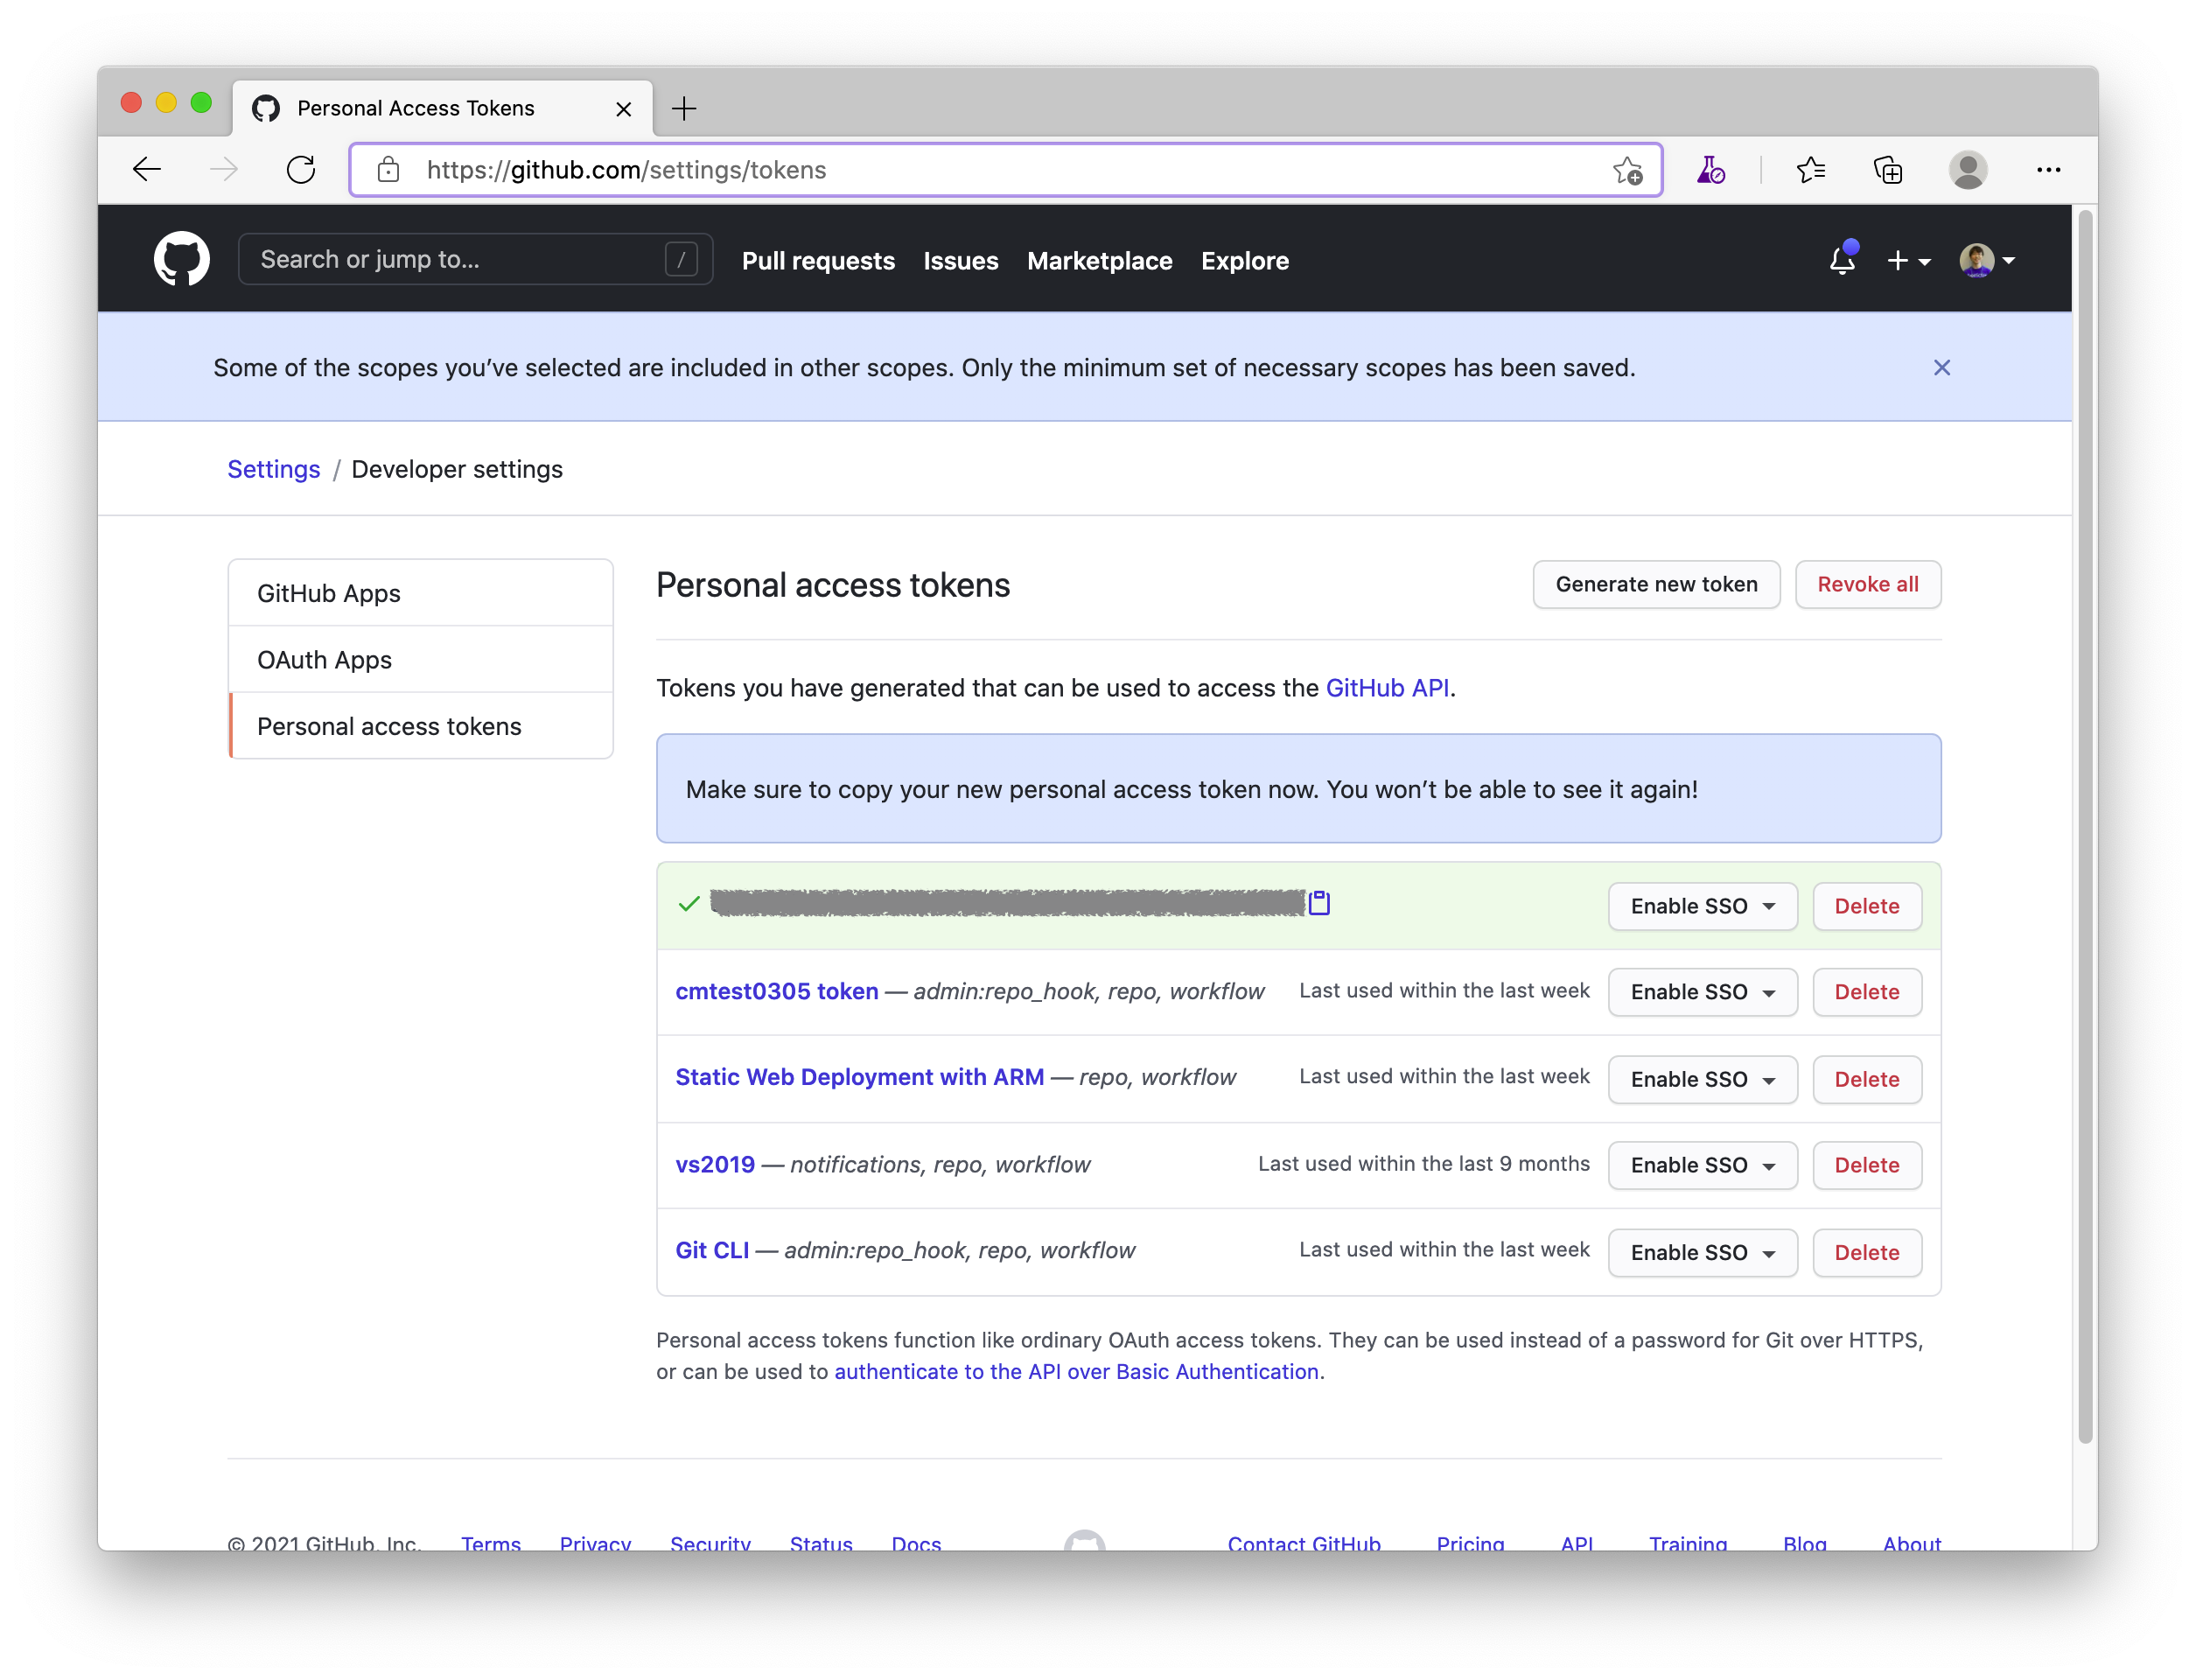 Personal Access Tokens
https://github.com/settings/tokens
Search or jump to... /
Pull requests Issues Marketplace Explore
Some of the scopes you’ve selected are included in other scopes. Only the minimum set of necessary scopes has been saved.
Settings / Developer settings
GitHub Apps
OAuth Apps
Personal access tokens
Personal access tokens
Generate new token Revoke all
Tokens you have generated that can be used to access the GitHub API.
Make sure to copy your new personal access token now. You won’t be able to see it again!
Enable SSO Delete
cmtest0305 token — admin:repo_hook, repo, workflow Last used within the last week Enable SSO Delete
Static Web Deployment with ARM — repo, workflow Last used within the last week Enable SSO Delete
vs2019 — notifications, repo, workflow Last used within the last 9 months Enable SSO Delete
Git CLI — admin:repo_hook, repo, workflow Last used within the last week Enable SSO Delete
Personal access tokens function like ordinary OAuth access tokens. They can be used instead of a password for Git over HTTPS,
or can be used to authenticate to the API over Basic Authentication.
© 2021 GitHub, Inc. Terms Privacy Security Status Docs Contact GitHub Pricing API Training Blog About